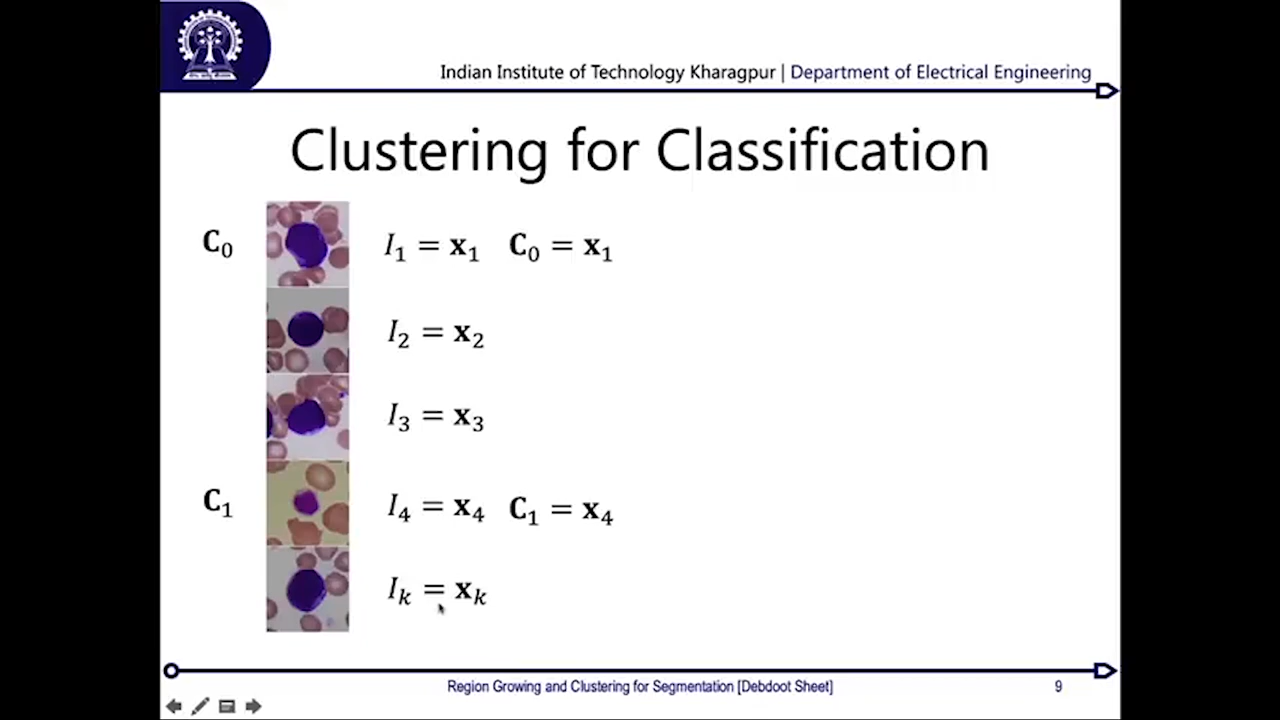 Indian Institute of Technology Kharagpur | Department of Electrical Engineering
Clustering for Classification
C₀ I₁ = x₁ C₀ = x₁
I₂ = x₂
I₃ = x₃
C₁ I₄ = x₄ C₁ = x₄
Iₖ = xₖ
Region Growing and Clustering for Segmentation [Debdoot Sheet] 9